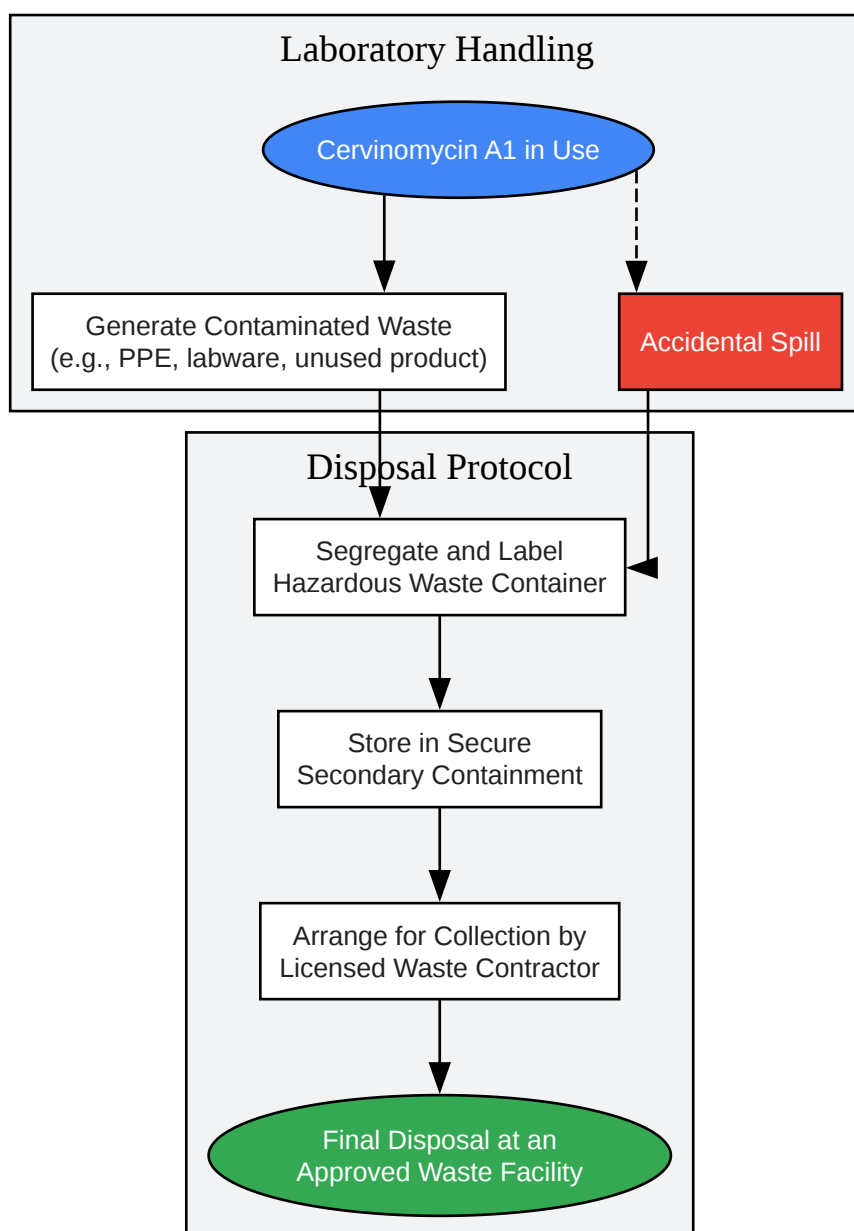 Laboratory Handling
Cervinomycin A1 in Use
Generate Contaminated Waste
(e.g., PPE, labware, unused product)
Accidental Spill
Disposal Protocol
Segregate and Label
Hazardous Waste Container
Store in Secure
Secondary Containment
Arrange for Collection by
Licensed Waste Contractor
Final Disposal at an
Approved Waste Facility